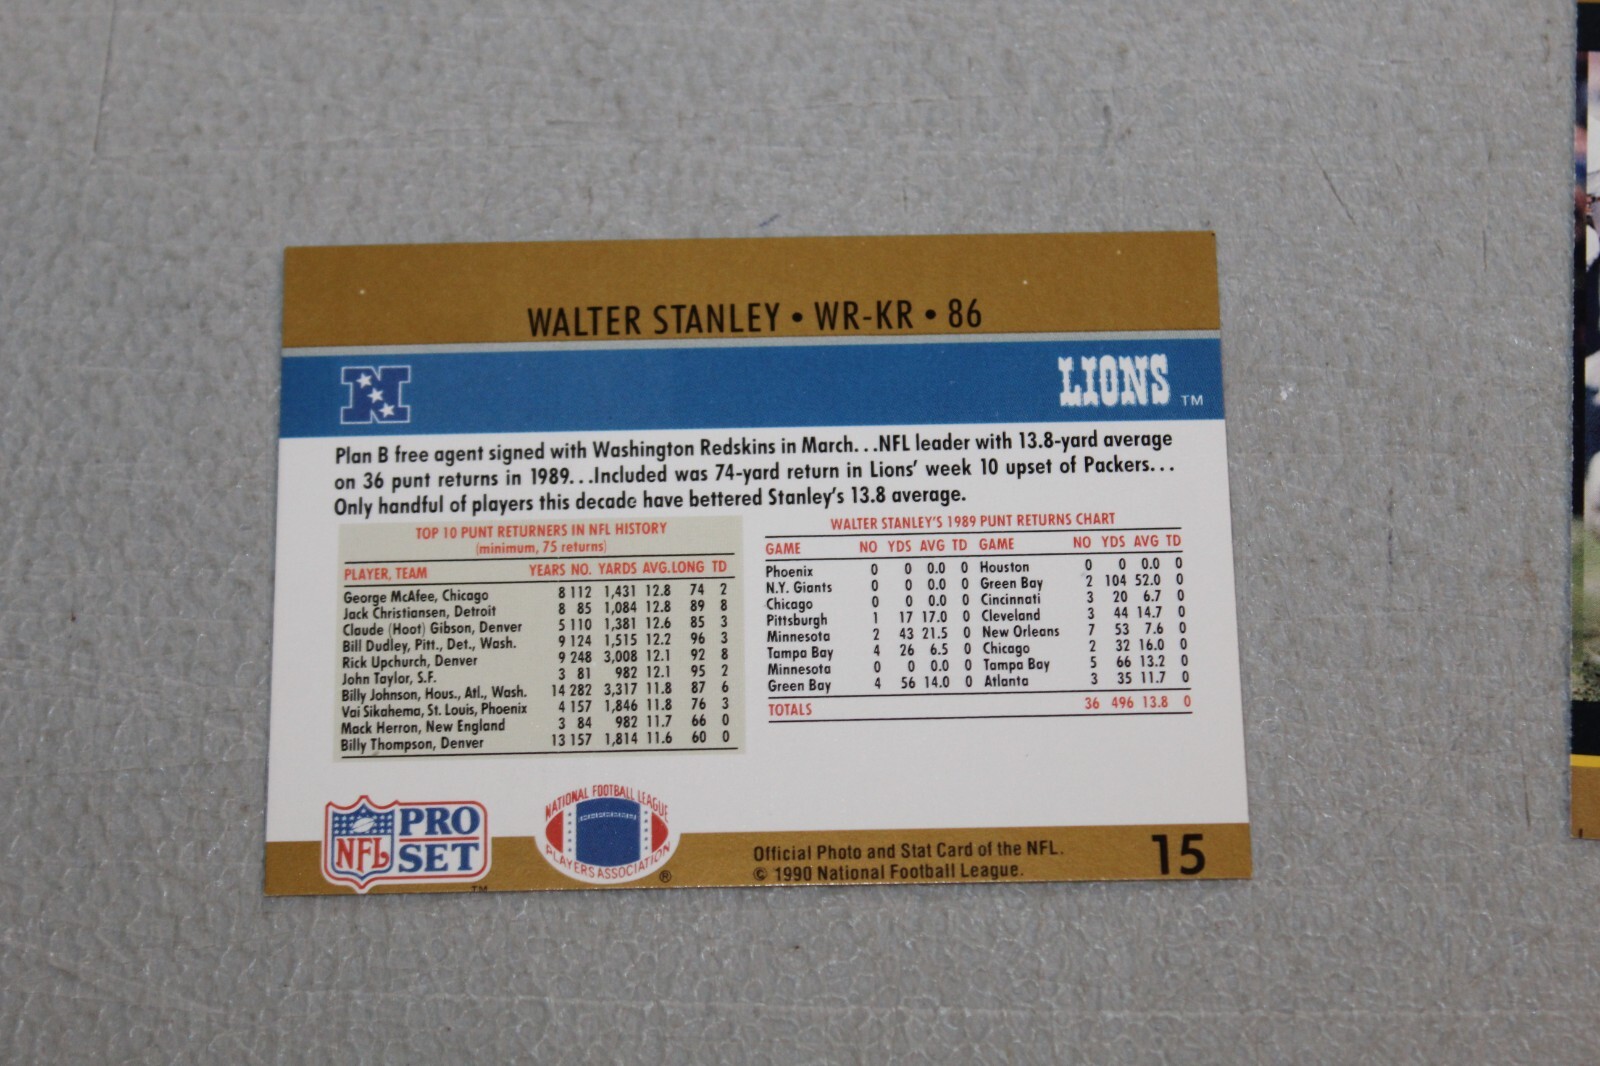 WALTER STANLEY • WR-KR • 86
N
LIONS TM
Plan B free agent signed with Washington Redskins in March...NFL leader with 13.8-yard average
on 36 punt returns in 1989...Included was 74-yard return in Lions' week 10 upset of Packers...
Only handful of players this decade have bettered Stanley's 13.8 average.
TOP 10 PUNT RETURNERS IN NFL HISTORY
(minimum, 75 returns)
PLAYER, TEAM YEARS NO. YARDS AVG. LONG TD
George McAfee, Chicago 8 112 1,431 12.8 74 2
Jack Christiansen, Detroit 8 85 1,084 12.8 89 8
Claude (Hoot) Gibson, Denver 5 110 1,381 12.6 85 3
Bill Dudley, Pitt., Det., Wash. 9 124 1,515 12.2 96 3
Rick Upchurch, Denver 9 248 3,008 12.1 92 8
John Taylor, S.F. 3 81 982 12.1 95 2
Billy Johnson, Hous., Atl., Wash. 14 282 3,317 11.8 87 6
Vai Sikahema, St. Louis, Phoenix 4 157 1,846 11.8 76 3
Mack Herron, New England 3 84 982 11.7 66 0
Billy Thompson, Denver 13 157 1,814 11.6 60 0
WALTER STANLEY'S 1989 PUNT RETURNS CHART
GAME NO YDS AVG TD GAME NO YDS AVG TD
Phoenix 0 0 0.0 0 Houston 0 0 0.0 0
N.Y. Giants 0 0 0.0 0 Green Bay 2 104 52.0 0
Chicago 0 0 0.0 0 Cincinnati 3 20 6.7 0
Pittsburgh 1 17 17.0 0 Cleveland 3 44 14.7 0
Minnesota 2 43 21.5 0 New Orleans 7 53 7.6 0
Tampa Bay 4 26 6.5 0 Chicago 2 32 16.0 0
Minnesota 0 0 0.0 0 Tampa Bay 5 66 13.2 0
Green Bay 4 56 14.0 0 Atlanta 3 35 11.7 0
TOTALS 36 496 13.8 0
NFL PRO SET TM
NATIONAL FOOTBALL LEAGUE
PLAYERS ASSOCIATION ®
Official Photo and Stat Card of the NFL.
© 1990 National Football League.
15